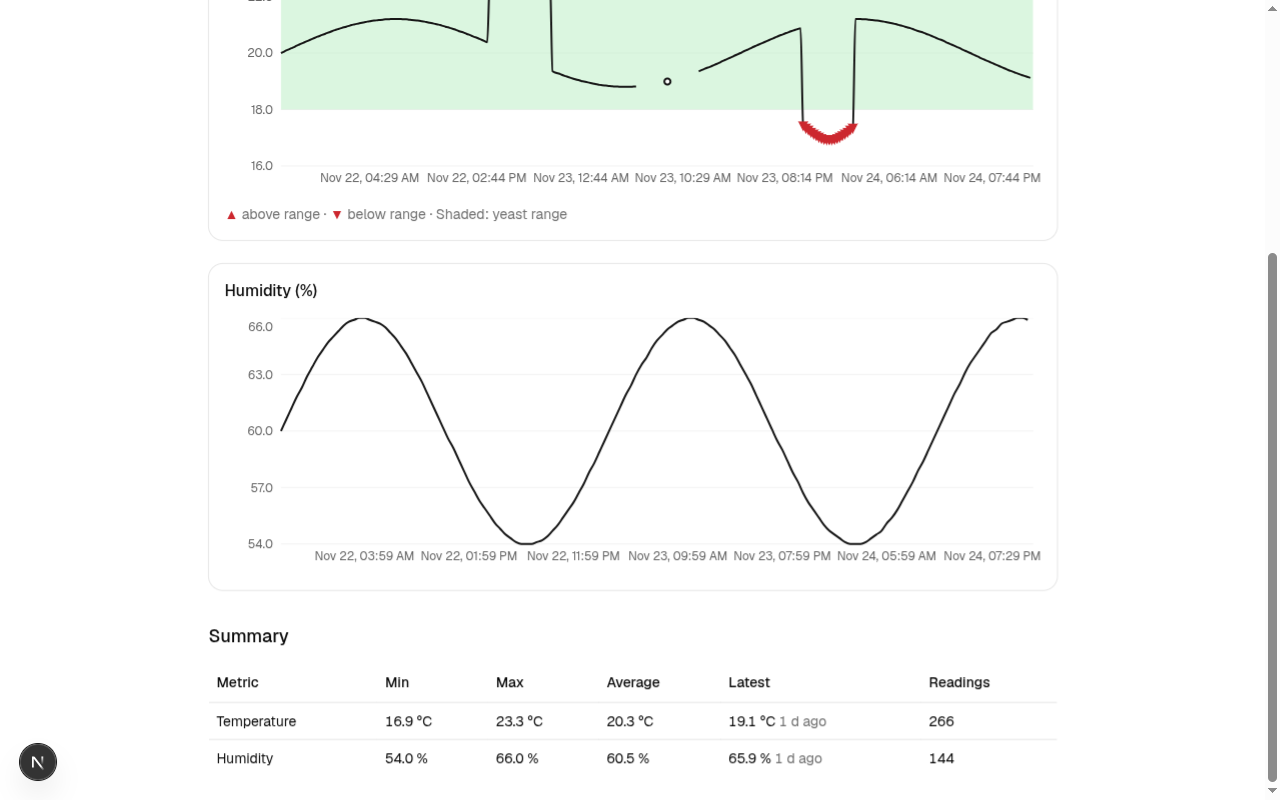 20.0
18.0
16.0
Nov 22, 04:29 AM Nov 22, 02:44 PM Nov 23, 12:44 AM Nov 23, 10:29 AM Nov 23, 08:14 PM Nov 24, 06:14 AM Nov 24, 07:44 PM
▲ above range · ▼ below range · Shaded: yeast range
Humidity (%)
66.0
63.0
60.0
57.0
54.0
Nov 22, 03:59 AM Nov 22, 01:59 PM Nov 22, 11:59 PM Nov 23, 09:59 AM Nov 23, 07:59 PM Nov 24, 05:59 AM Nov 24, 07:29 PM
Summary
Metric Min Max Average Latest Readings
Temperature 16.9 °C 23.3 °C 20.3 °C 19.1 °C 1 d ago 266
Humidity 54.0 % 66.0 % 60.5 % 65.9 % 1 d ago 144
N